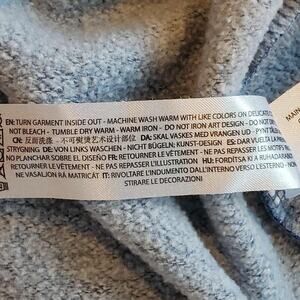 EN: TURN GARMENT INSIDE OUT - MACHINE WASH WARM WITH LIKE COLORS ON DELICATE
NOT BLEACH - TUMBLE DRY WARM - WARM IRON - DO NOT IRON ART DESIGN - DO NOT
CN: 反面洗涤 - 不可熨烫艺术设计部位 DA: SKAL VASKES MED VRANGEN UD - PYNT
STRYGNING DE: VON LINKS WASCHEN - NICHT BÜGELN; KUNST-DESIGN ES: DAR VUELTA LA
NO PLANCHAR SOBRE EL DISEÑO FR: RETOURNER LE VÊTEMENT - NE PAS REPASSER LES MOTIFS
RETOURNER LE VÊTEMENT - NE PAS REPASSER L'ILLUSTRATION HU: FORDÍTSA KI A RUHADARAB
NE VASALJON RÁ MATRICÁT IT: RIVOLTARE L'INDUMENTO DALL'INTERNO VERSO L'ESTERNO - N
STIRARE LE DECORAZIONI